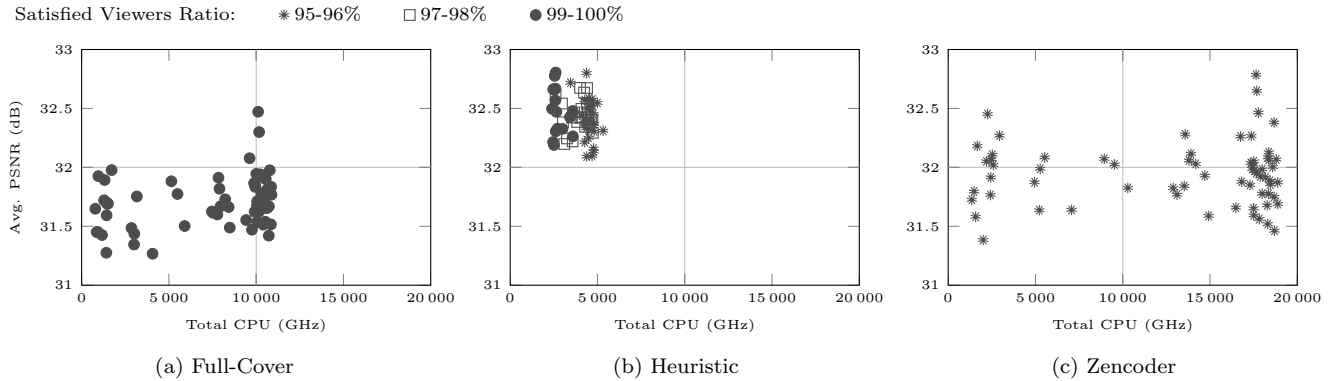 Satisfied Viewers Ratio: 95-96% 97-98% 99-100%
Avg. PSNR (dB)
33
32.5
32
31.5
31
0 5 000 10 000 15 000 20 000
Total CPU (GHz)
(a) Full-Cover
33
32.5
32
31.5
31
0 5 000 10 000 15 000 20 000
Total CPU (GHz)
(b) Heuristic
33
32.5
32
31.5
31
0 5 000 10 000 15 000 20 000
Total CPU (GHz)
(c) Zencoder